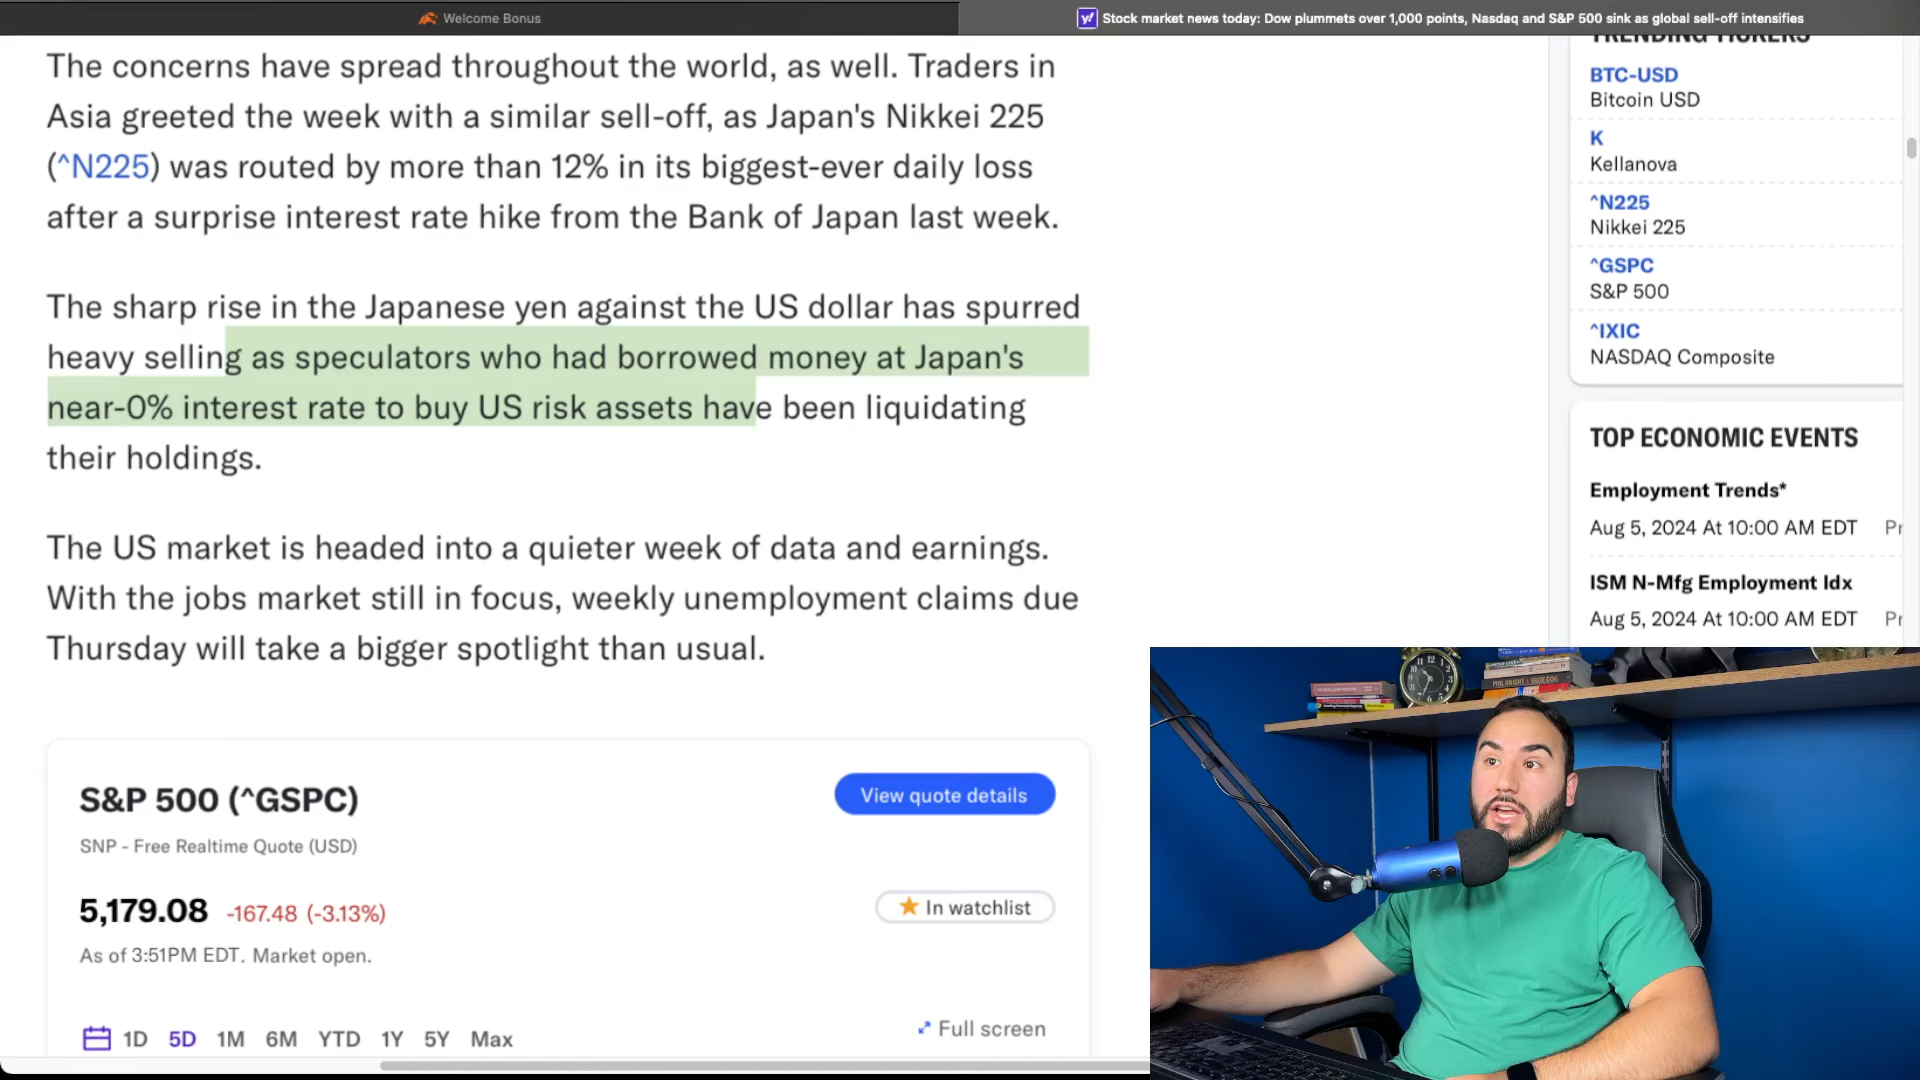 Welcome Bonus
Stock market news today: Dow plummets over 1,000 points, Nasdaq and S&P 500 sink as global sell-off intensifies
The concerns have spread throughout the world, as well. Traders in
Asia greeted the week with a similar sell-off, as Japan's Nikkei 225
(^N225) was routed by more than 12% in its biggest-ever daily loss
after a surprise interest rate hike from the Bank of Japan last week.
The sharp rise in the Japanese yen against the US dollar has spurred
heavy selling as speculators who had borrowed money at Japan's
near-0% interest rate to buy US risk assets have been liquidating
their holdings.
The US market is headed into a quieter week of data and earnings.
With the jobs market still in focus, weekly unemployment claims due
Thursday will take a bigger spotlight than usual.
S&P 500 (^GSPC)
View quote details
SNP - Free Realtime Quote (USD)
5,179.08 -167.48 (-3.13%)
In watchlist
As of 3:51PM EDT. Market open.
1D 5D 1M 6M YTD 1Y 5Y Max
Full screen
TRENDING TICKERS
BTC-USD
Bitcoin USD
K
Kellanova
^N225
Nikkei 225
^GSPC
S&P 500
^IXIC
NASDAQ Composite
TOP ECONOMIC EVENTS
Employment Trends*
Aug 5, 2024 At 10:00 AM EDT Pr
ISM N-Mfg Employment Idx
Aug 5, 2024 At 10:00 AM EDT Pr
PHIL KNIGHT SHOE DOG